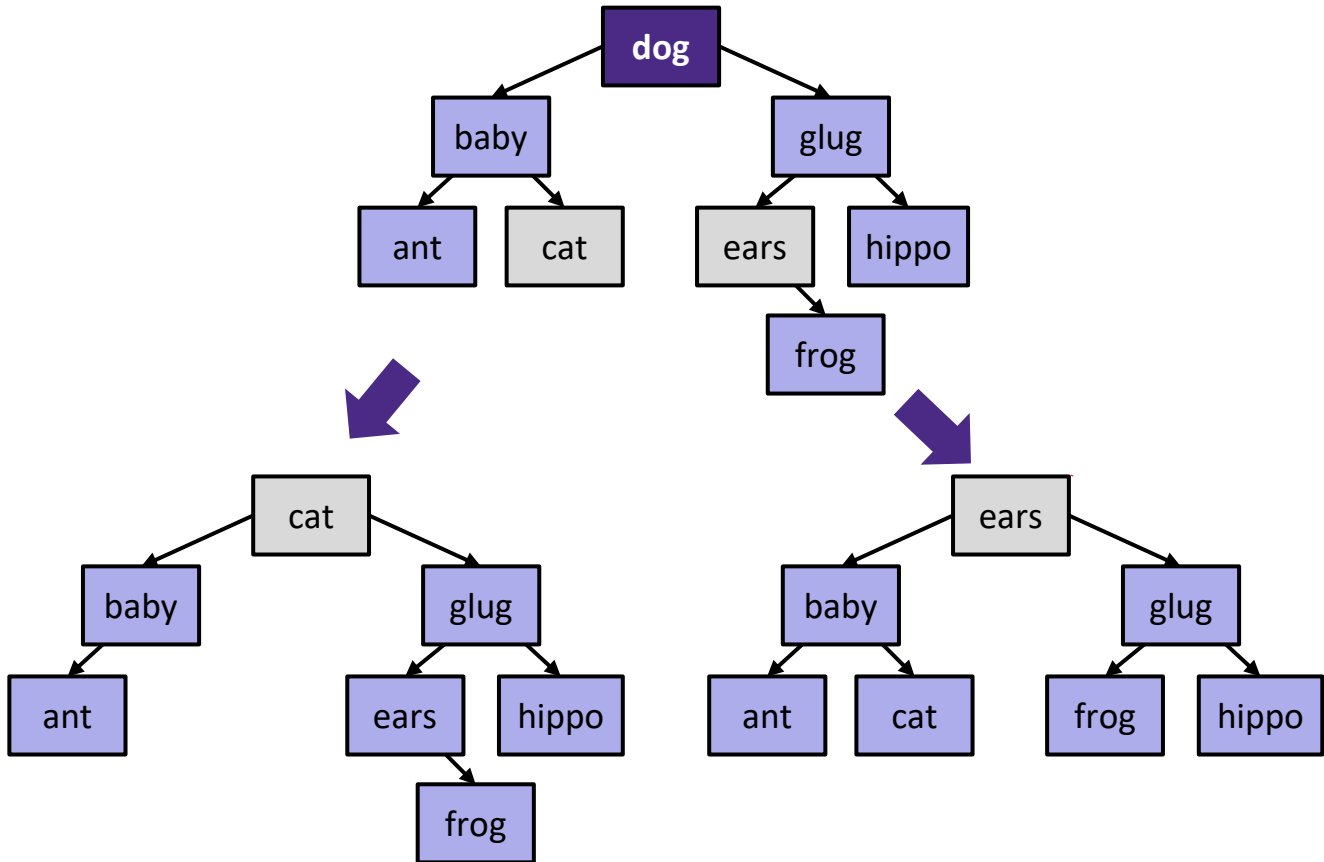 dog
baby
glug
ant
cat
ears
hippo
frog
cat
baby
glug
ant
ears
hippo
frog
ears
baby
glug
ant
cat
frog
hippo